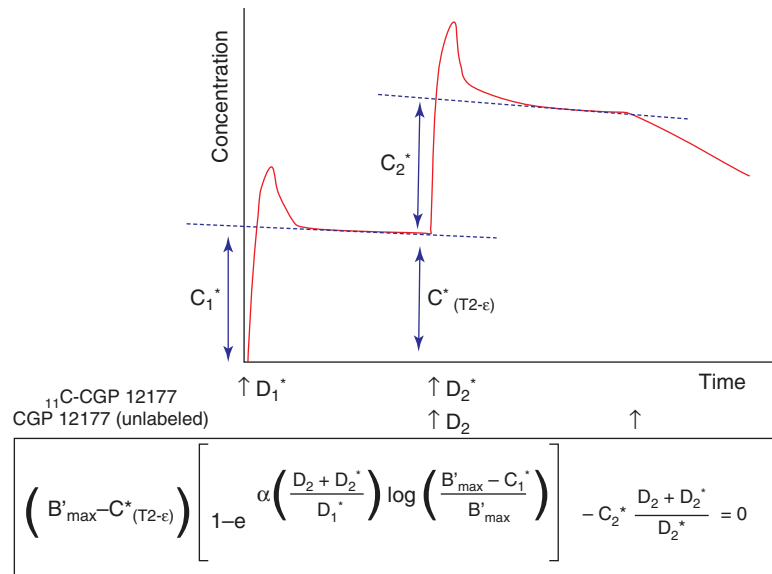 Concentration
C₂*
C₁*
C*(T2-ε)
Time
↑ D₁*
↑ D₂*
₁₁C-CGP 12177
CGP 12177 (unlabeled)
↑ D₂
↑
(B'max–C*(T2-ε)) [1–e α((D₂ + D₂*)/D₁*) log((B'max – C₁*)/B'max)] – C₂* (D₂ + D₂*)/D₂* = 0